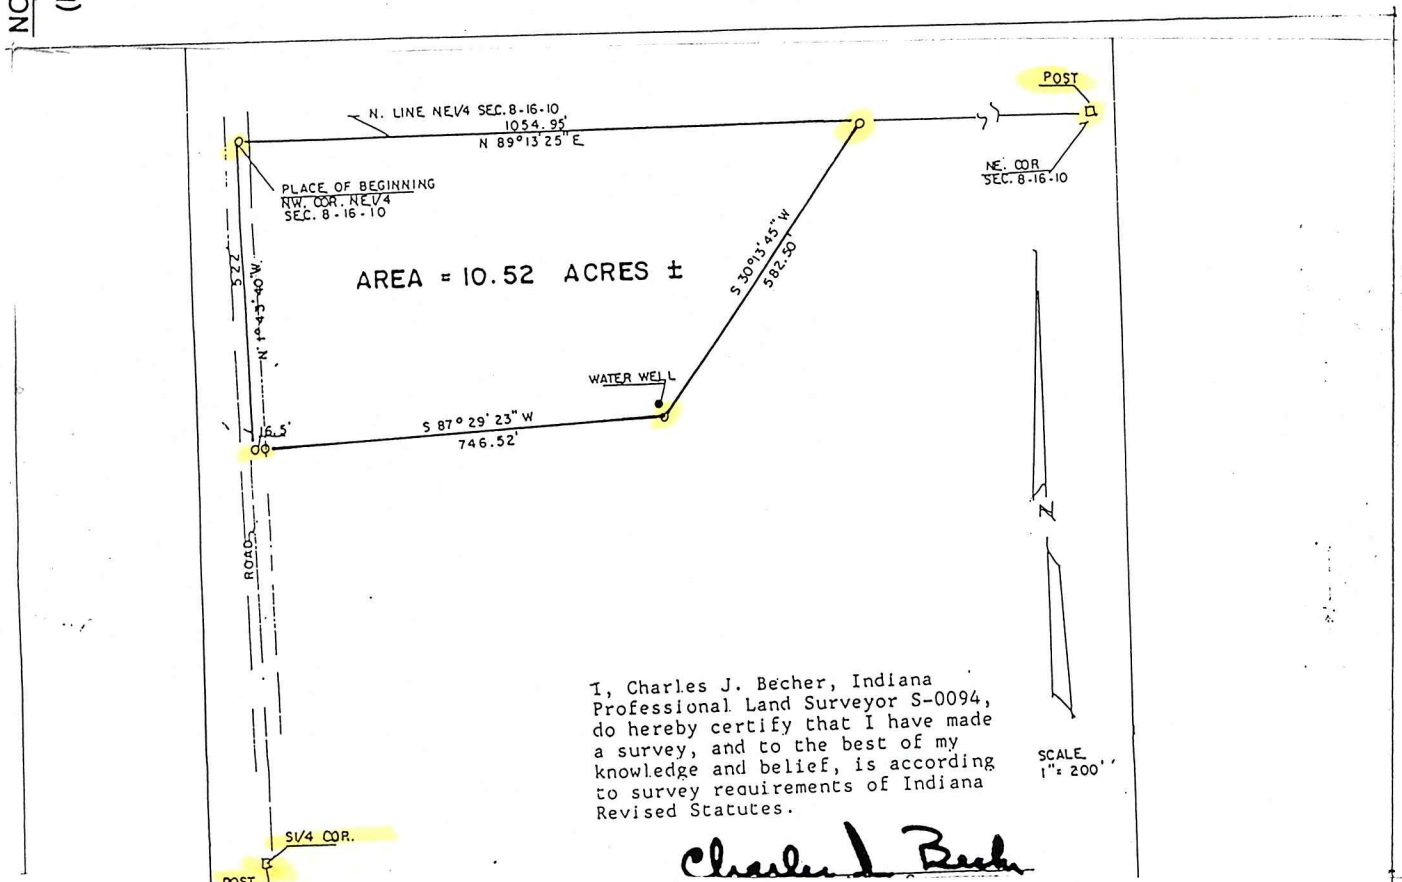 NO
(
POST
N. LINE NE1/4 SEC. 8-16-10
1054.95'
N 89°13'25" E
PLACE OF BEGINNING
NW. COR. NE1/4
SEC. 8-16-10
NE. COR
SEC. 8-16-10
522'
N 1°43'40" W.
AREA = 10.52 ACRES ±
S 30°13'45" W
582.50'
WATER WELL
16.5'
S 87°29'23" W
746.52'
N
ROAD
I, Charles J. Becher, Indiana
Professional Land Surveyor S-0094,
do hereby certify that I have made
a survey, and to the best of my
knowledge and belief, is according
to survey requirements of Indiana
Revised Statutes.
SCALE
1"= 200'
S1/4 COR.
Charles J. Becher
POST